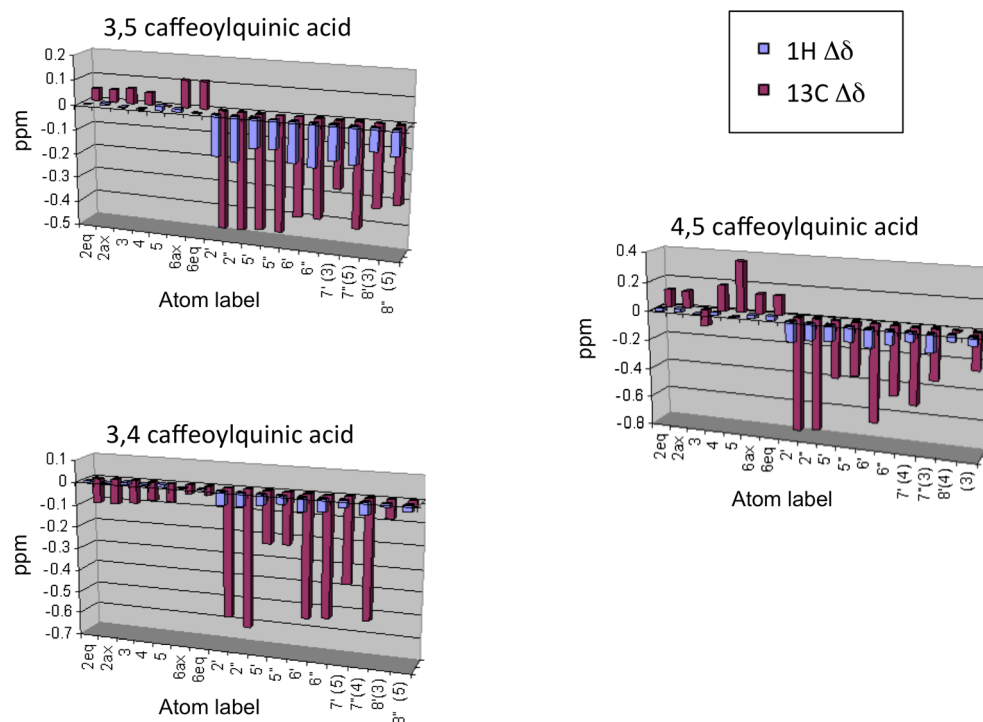 3,5 caffeoylquinic acid
0.2
0.1
0
-0.1
-0.2
-0.3
-0.4
-0.5
ppm
2eq
2ax
3
4
5
6ax
6eq
2'
2"
5'
5"
6'
6"
7' (3)
7"(5)
8'(3)
8" (5)
Atom label
1H Δδ
13C Δδ
4,5 caffeoylquinic acid
0.4
0.2
0
-0.2
-0.4
-0.6
-0.8
ppm
2eq
2ax
3
4
5
6ax
6eq
2'
2"
5'
5"
6'
6"
7' (4)
7"(3)
8'(4)
(3)
Atom label
3,4 caffeoylquinic acid
0.1
0
-0.1
-0.2
-0.3
-0.4
-0.5
-0.6
-0.7
ppm
2eq
2ax
3
4
5
6ax
6eq
2'
2"
5'
5"
6'
6"
7' (5)
7"(4)
8'(3)
8" (5)
Atom label